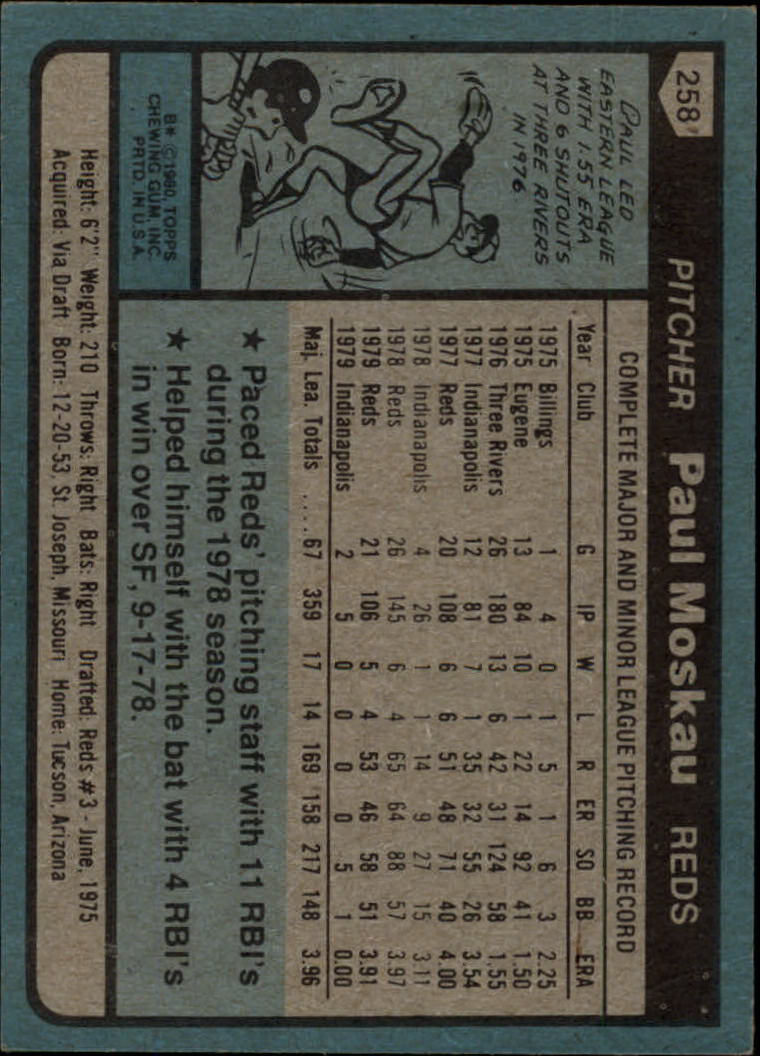 258
PITCHER Paul Moskau REDS
PAUL LED
EASTERN LEAGUE
WITH 1.55 ERA
AND 6 SHUTOUTS
AT THREE RIVERS
IN 1976.
B* © 1980, TOPPS
CHEWING GUM, INC.
PRTD. IN U.S.A.
COMPLETE MAJOR AND MINOR LEAGUE PITCHING RECORD
Year Club G IP W L R ER SO BB ERA
1975 Billings 1 4 0 1 5 1 6 3 2.25
1975 Eugene 13 84 10 1 22 14 92 41 1.50
1976 Three Rivers 26 180 13 6 42 31 124 58 1.55
1977 Indianapolis 12 81 7 1 35 32 55 26 3.54
1977 Reds 20 108 6 6 51 48 71 40 4.00
1978 Indianapolis 4 26 1 1 14 9 27 15 3.11
1978 Reds 26 145 6 4 65 64 88 57 3.97
1979 Reds 21 106 5 4 53 46 58 51 3.91
1979 Indianapolis 2 5 0 0 0 0 5 1 0.00
Maj. Lea. Totals ....67 359 17 14 169 158 217 148 3.96
★ Paced Reds' pitching staff with 11 RBI's
during the 1978 season.
★ Helped himself with the bat with 4 RBI's
in win over SF, 9-17-78.
Height: 6'2" Weight: 210 Throws: Right Bats: Right Drafted: Reds #3 - June, 1975
Acquired: Via Draft Born: 12-20-53, St. Joseph, Missouri Home: Tucson, Arizona